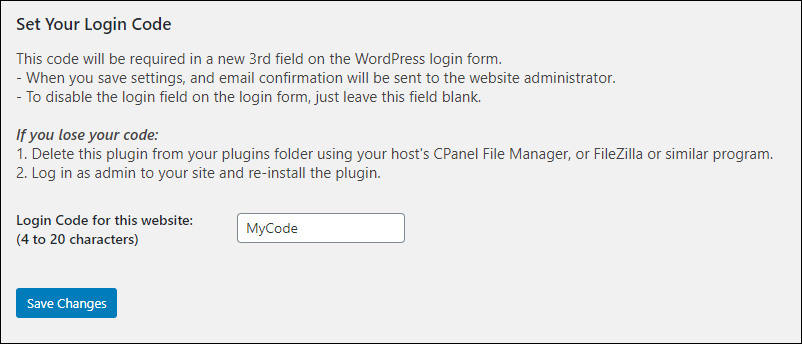 Set Your Login Code
This code will be required in a new 3rd field on the WordPress login form.
- When you save settings, and email confirmation will be sent to the website administrator.
- To disable the login field on the login form, just leave this field blank.
If you lose your code:
1. Delete this plugin from your plugins folder using your host's CPanel File Manager, or FileZilla or similar program.
2. Log in as admin to your site and re-install the plugin.
Login Code for this website:
(4 to 20 characters)
MyCode
Save Changes